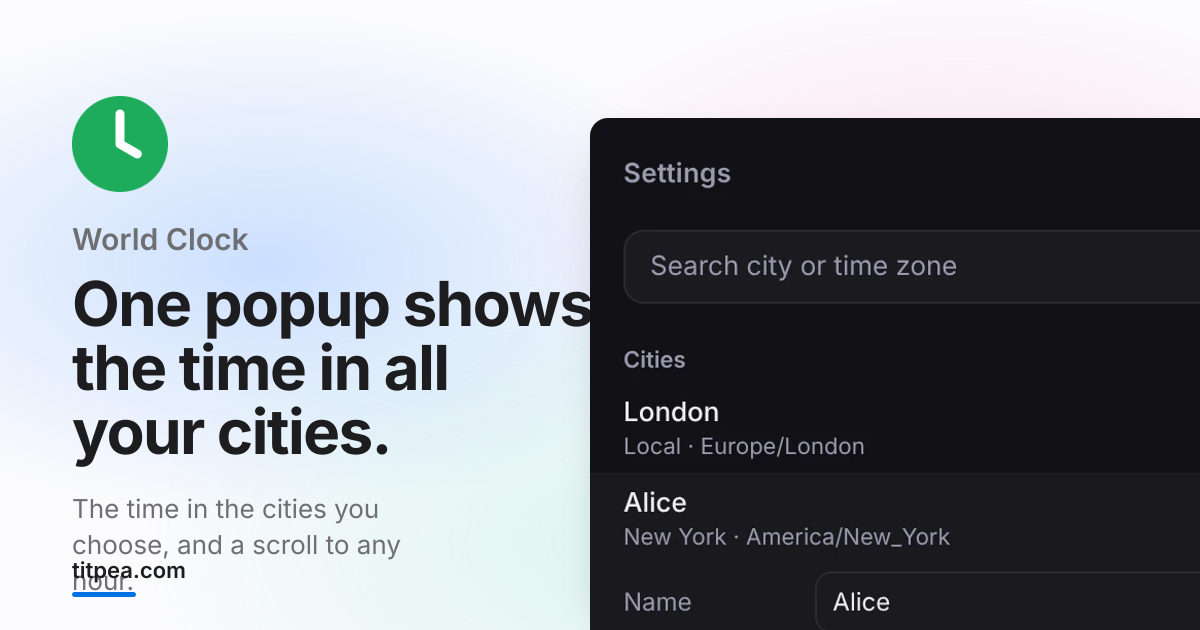 World Clock
One popup shows
the time in all
your cities.
The time in the cities you
choose, and a scroll to any
hour.
titpea.com
Settings
Search city or time zone
Cities
London
Local · Europe/London
Alice
New York · America/New_York
Name
Alice